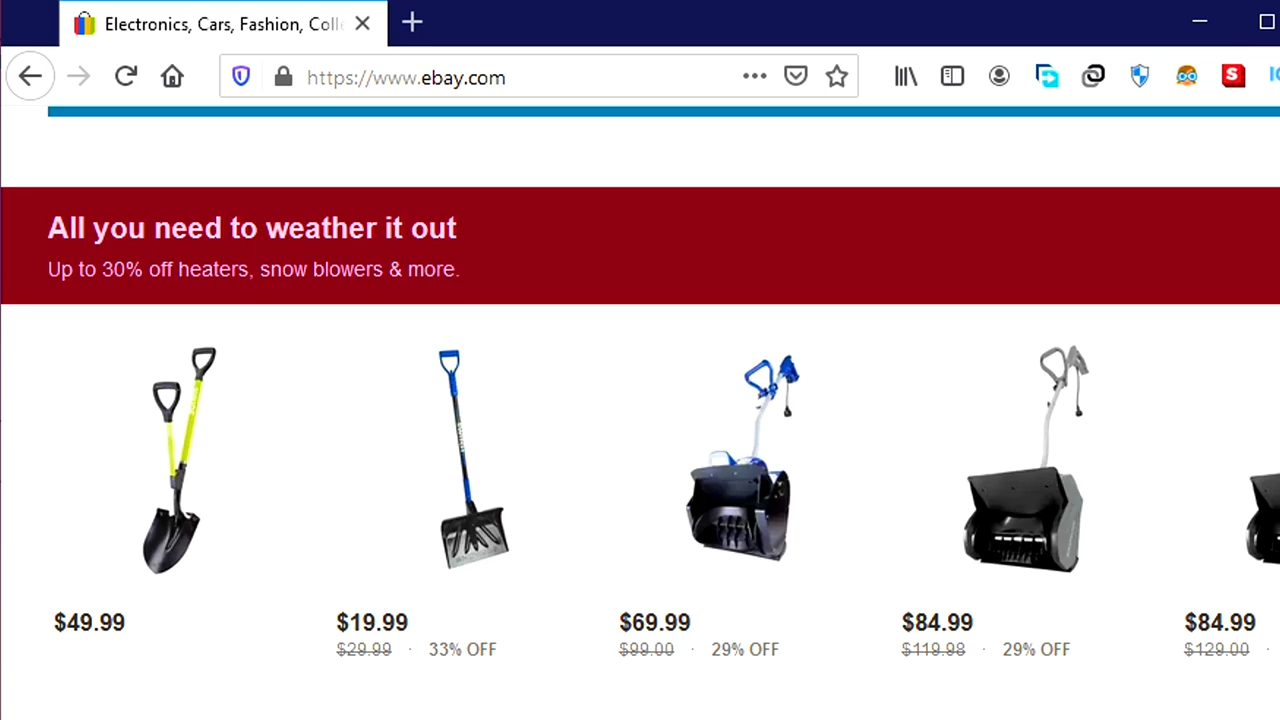 Electronics, Cars, Fashion, Coll
https://www.ebay.com
All you need to weather it out
Up to 30% off heaters, snow blowers & more.
$49.99 $19.99 $69.99 $84.99 $84.99
$29.99 · 33% OFF $99.00 · 29% OFF $119.98 · 29% OFF $129.00 ·